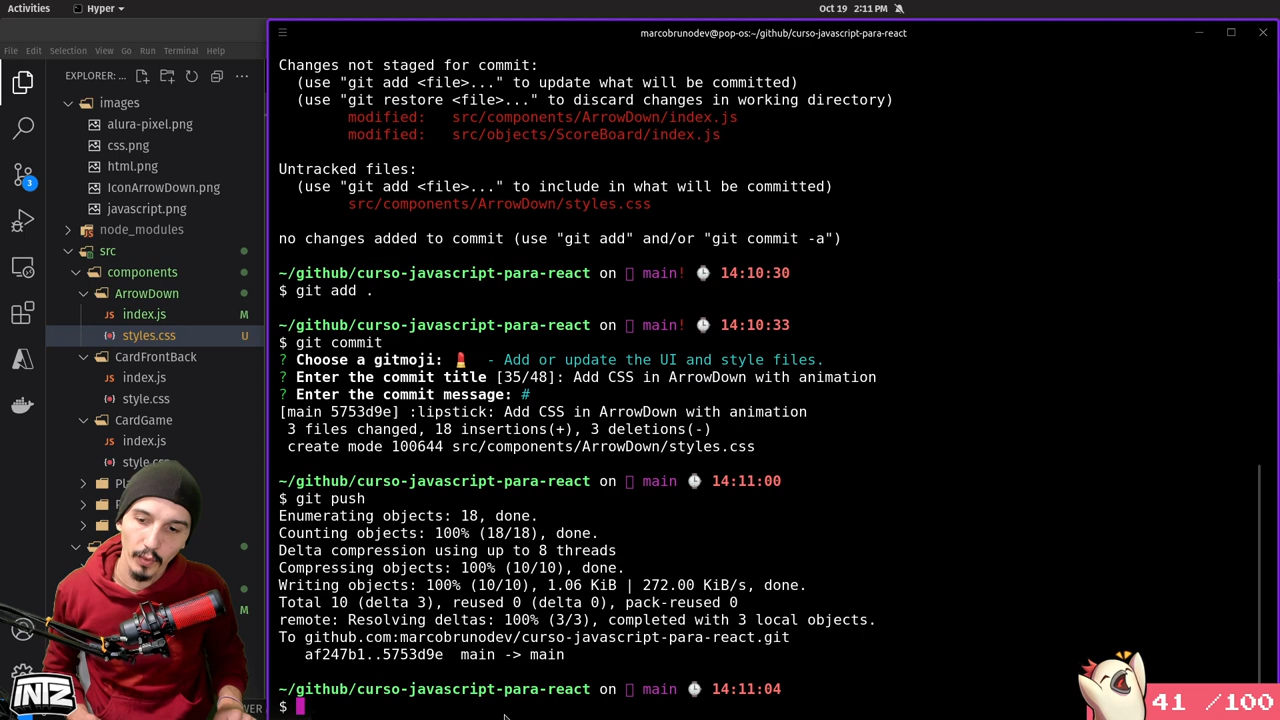 Activities
Hyper
Oct 19 2:11 PM
marcobrunodev@pop-os:~/github/curso-javascript-para-react
File Edit Selection View Go Run Terminal Help
EXPLORER: ...
images
alura-pixel.png
css.png
html.png
IconArrowDown.png
javascript.png
node_modules
src
components
ArrowDown
JS index.js M
styles.css U
CardFrontBack
JS index.js
style.css
CardGame
JS index.js
style.css
3
M
Changes not staged for commit:
(use "git add <file>..." to update what will be committed)
(use "git restore <file>..." to discard changes in working directory)
modified: src/components/ArrowDown/index.js
modified: src/objects/ScoreBoard/index.js
Untracked files:
(use "git add <file>..." to include in what will be committed)
src/components/ArrowDown/styles.css
no changes added to commit (use "git add" and/or "git commit -a")
~/github/curso-javascript-para-react on main! 14:10:30
$ git add .
~/github/curso-javascript-para-react on main! 14:10:33
$ git commit
? Choose a gitmoji: 💄 - Add or update the UI and style files.
? Enter the commit title [35/48]: Add CSS in ArrowDown with animation
? Enter the commit message: #
[main 5753d9e] :lipstick: Add CSS in ArrowDown with animation
3 files changed, 18 insertions(+), 3 deletions(-)
create mode 100644 src/components/ArrowDown/styles.css
~/github/curso-javascript-para-react on main 14:11:00
$ git push
Enumerating objects: 18, done.
Counting objects: 100% (18/18), done.
Delta compression using up to 8 threads
Compressing objects: 100% (10/10), done.
Writing objects: 100% (10/10), 1.06 KiB | 272.00 KiB/s, done.
Total 10 (delta 3), reused 0 (delta 0), pack-reused 0
remote: Resolving deltas: 100% (3/3), completed with 3 local objects.
To github.com:marcobrunodev/curso-javascript-para-react.git
af247b1..5753d9e main -> main
~/github/curso-javascript-para-react on main 14:11:04
$
INTZ
41 /100